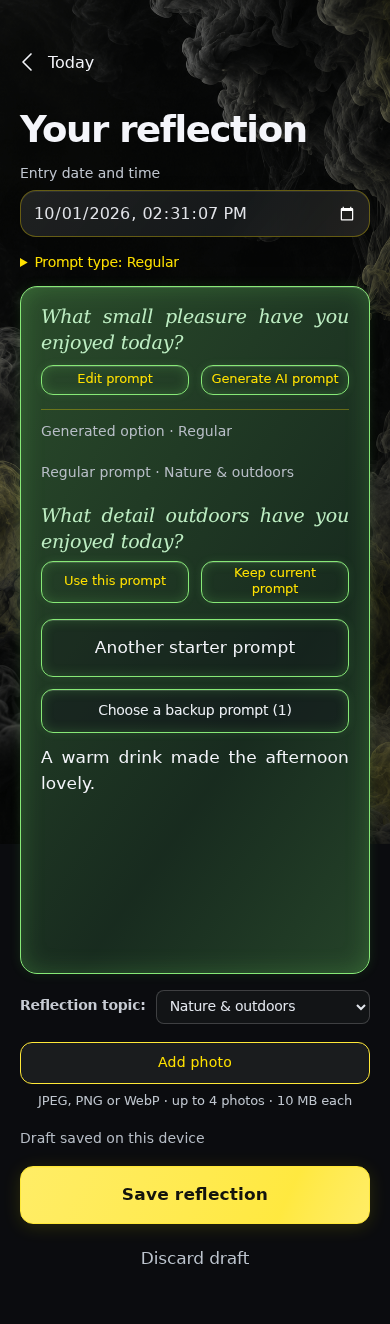 Today
Your reflection
Entry date and time
10/01/2026, 02:31:07 PM
Prompt type: Regular
What small pleasure have you
enjoyed today?
Edit prompt
Generate AI prompt
Generated option · Regular
Regular prompt · Nature & outdoors
What detail outdoors have you
enjoyed today?
Use this prompt
Keep current
prompt
Another starter prompt
Choose a backup prompt (1)
A warm drink made the afternoon
lovely.
Reflection topic:
Nature & outdoors
Add photo
JPEG, PNG or WebP · up to 4 photos · 10 MB each
Draft saved on this device
Save reflection
Discard draft